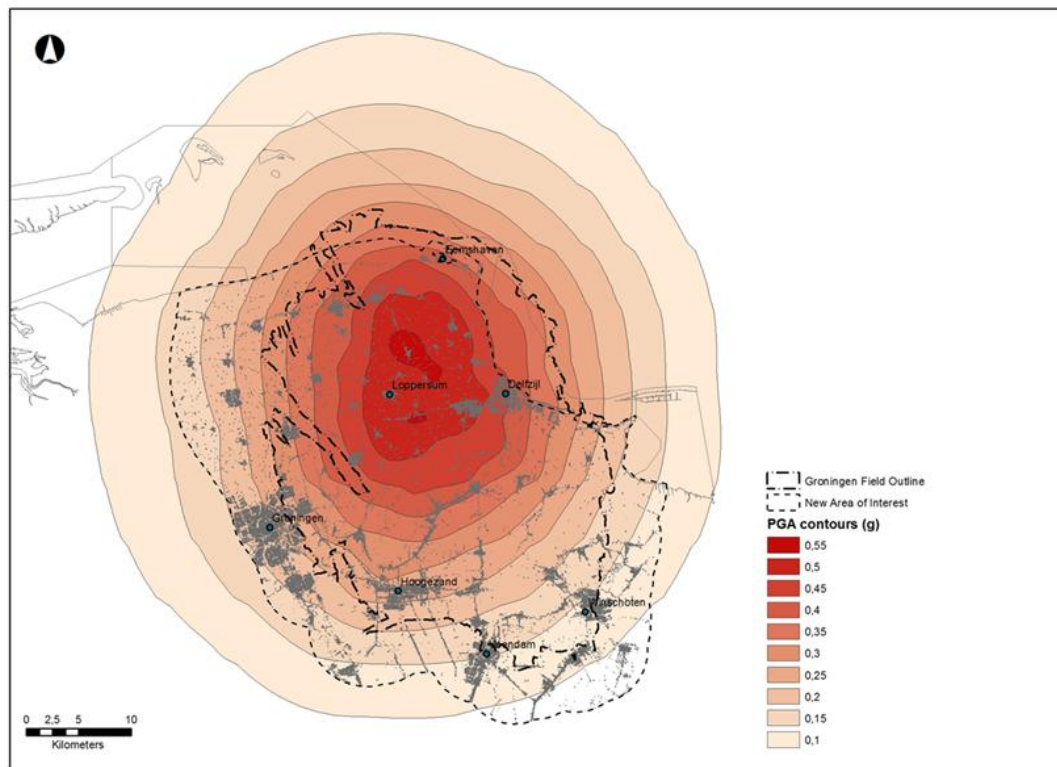 Eemshaven
Loppersum
Delfzijl
Groningen
Hoogezand
Winschoten
Veendam
Groningen Field Outline
New Area of Interest
PGA contours (g)
0,55
0,5
0,45
0,4
0,35
0,3
0,25
0,2
0,15
0,1
0 2,5 5 10
Kilometers